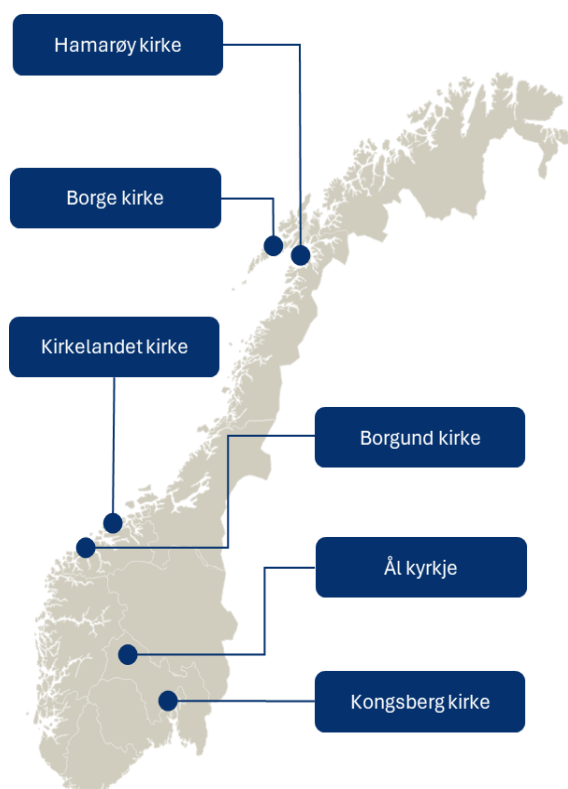 Hamarøy kirke
Borge kirke
Kirkelandet kirke
Borgund kirke
Ål kyrkje
Kongsberg kirke